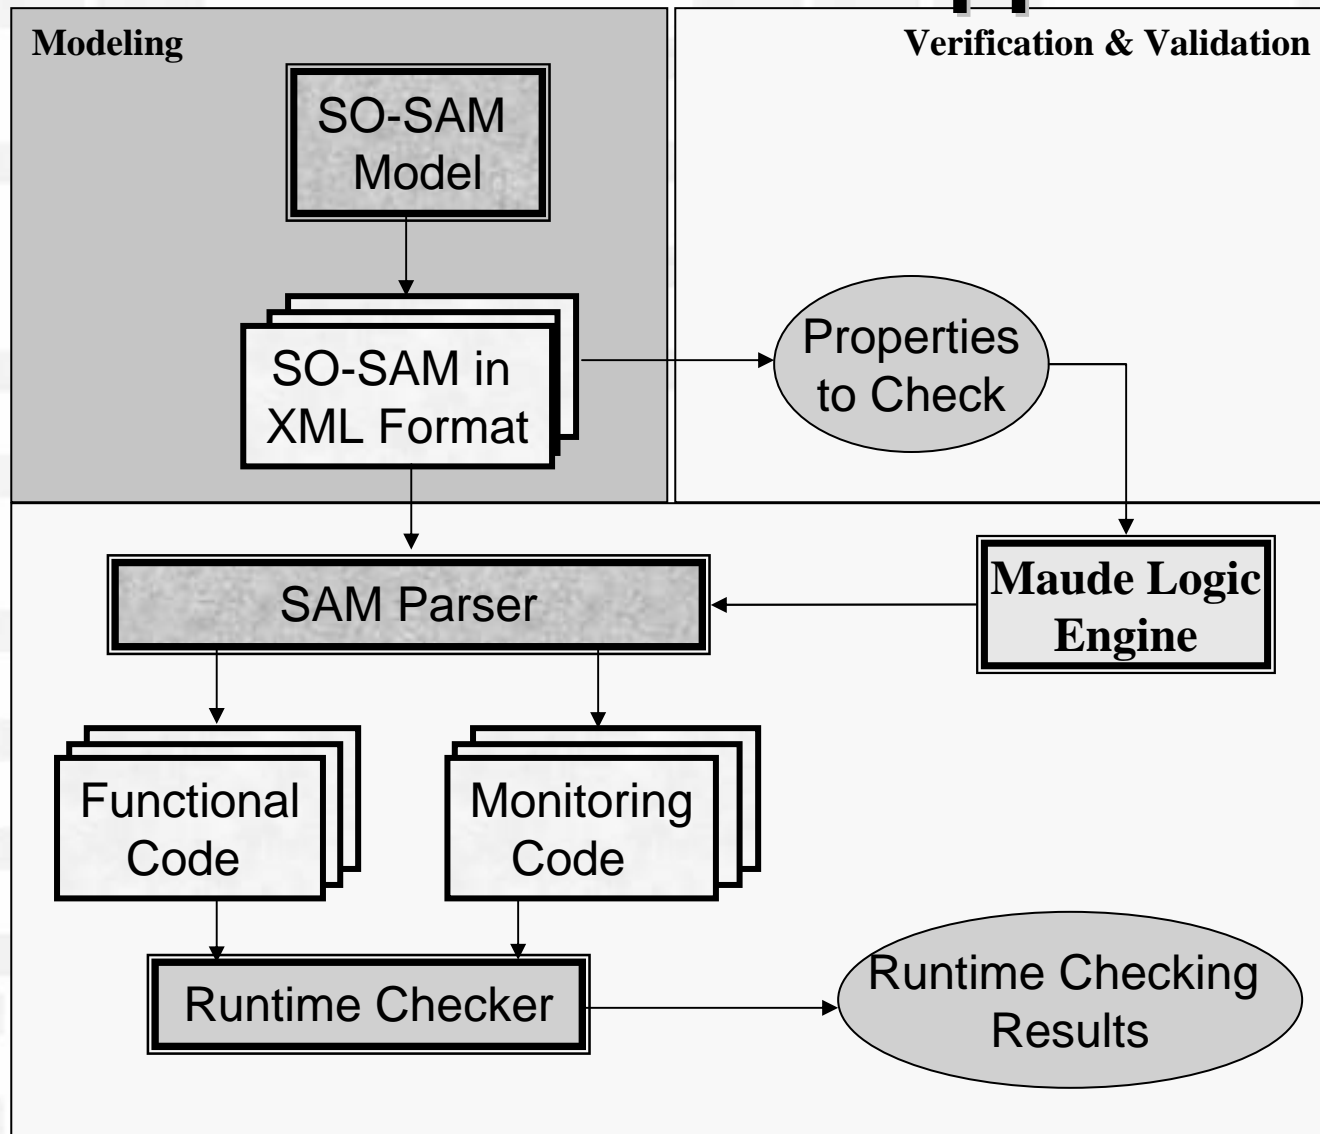 Modeling
Verification & Validation
SO-SAM
Model
SO-SAM in
XML Format
Properties
to Check
SAM Parser
Maude Logic
Engine
Functional
Code
Monitoring
Code
Runtime Checker
Runtime Checking
Results